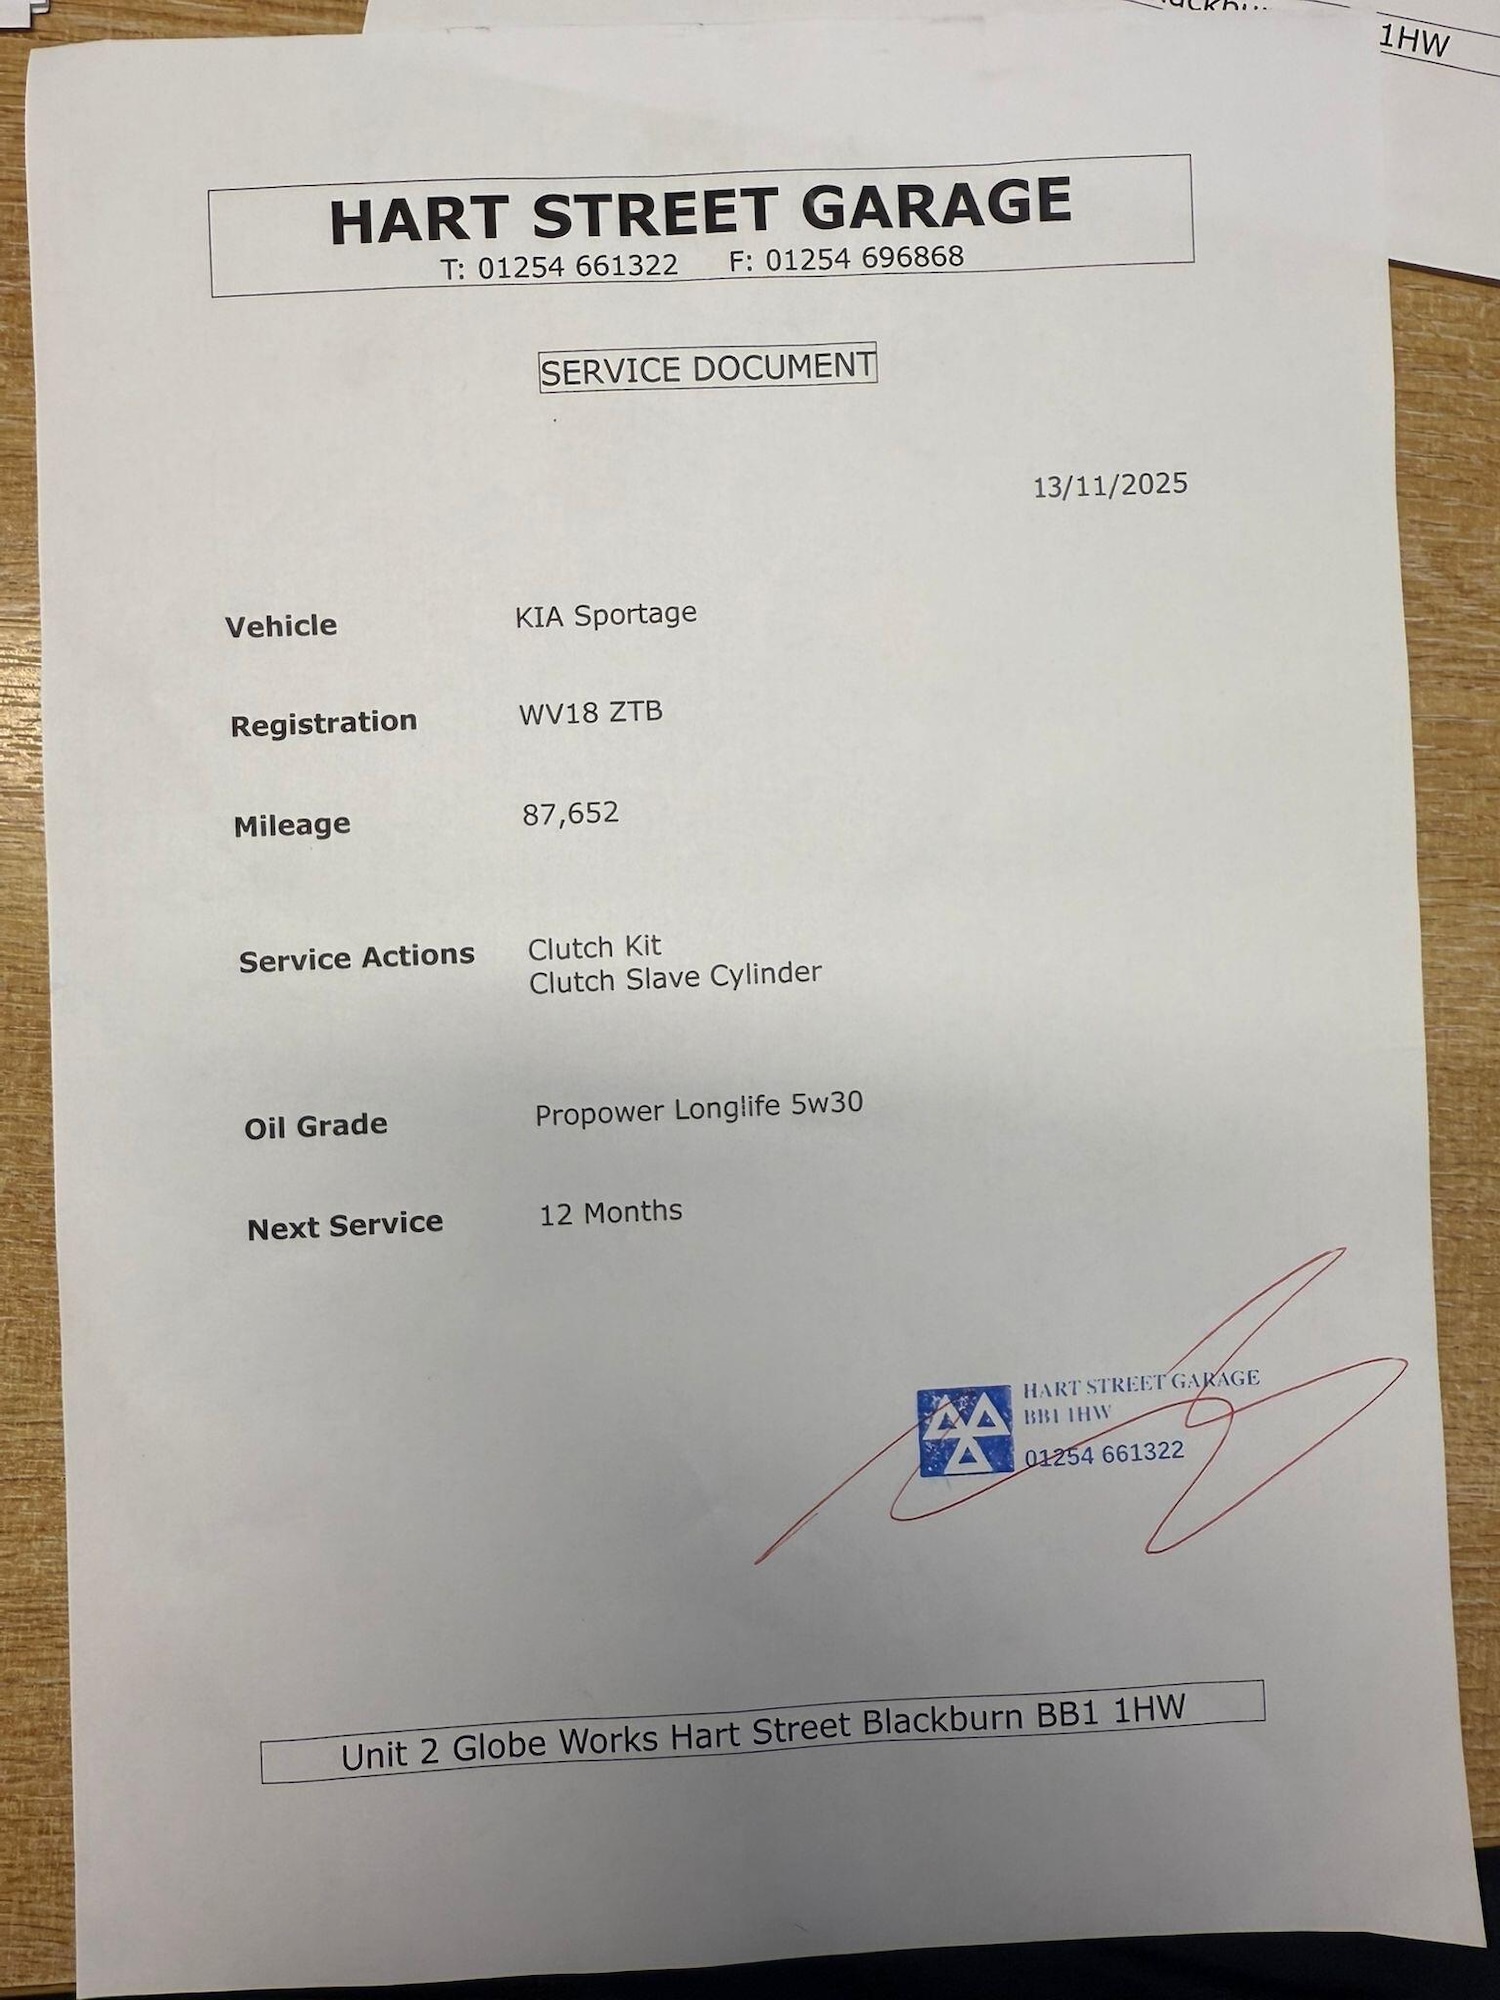 1HW
HART STREET GARAGE
T: 01254 661322 F: 01254 696868
SERVICE DOCUMENT
13/11/2025
Vehicle KIA Sportage
Registration WV18 ZTB
Mileage 87,652
Service Actions Clutch Kit
Clutch Slave Cylinder
Oil Grade Propower Longlife 5w30
Next Service 12 Months
HART STREET GARAGE
BB1 1HW
01254 661322
Unit 2 Globe Works Hart Street Blackburn BB1 1HW